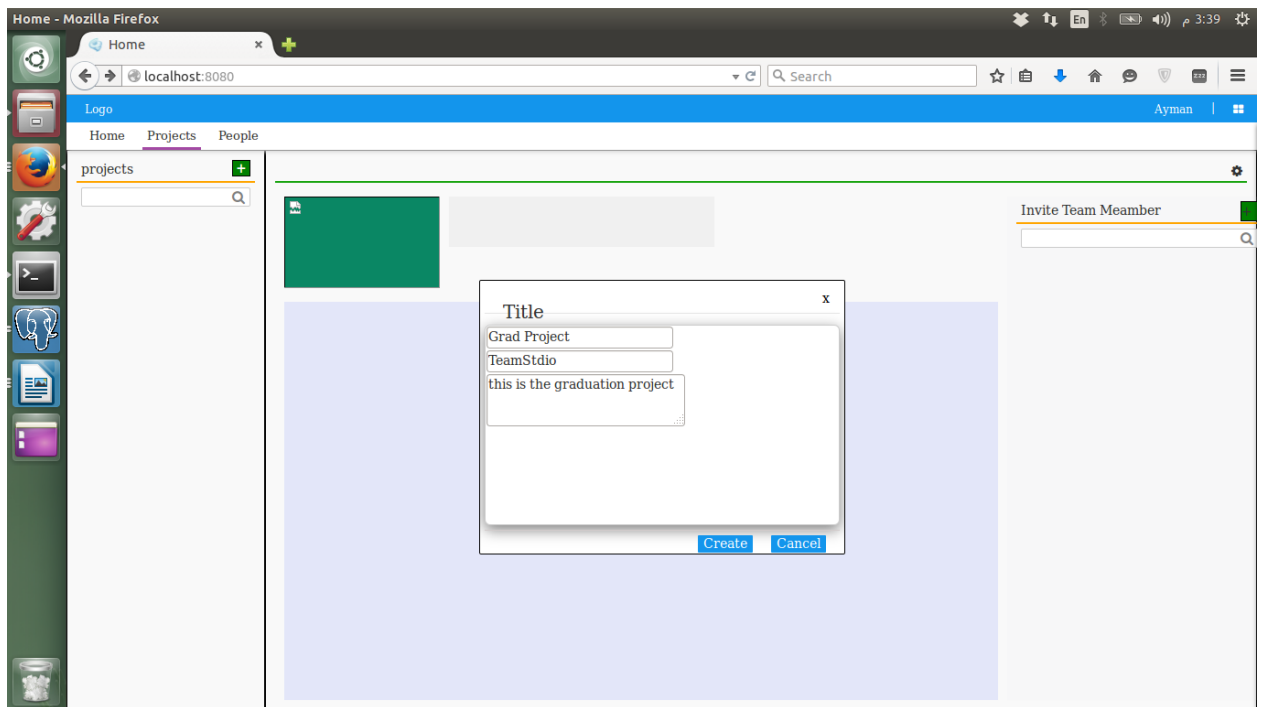 Home - Mozilla Firefox
En م 3:39
Home x
localhost:8080 Search
Logo Ayman |
Home Projects People
projects +
Invite Team Meamber +
Title x
Grad Project
TeamStdio
this is the graduation project
Create Cancel